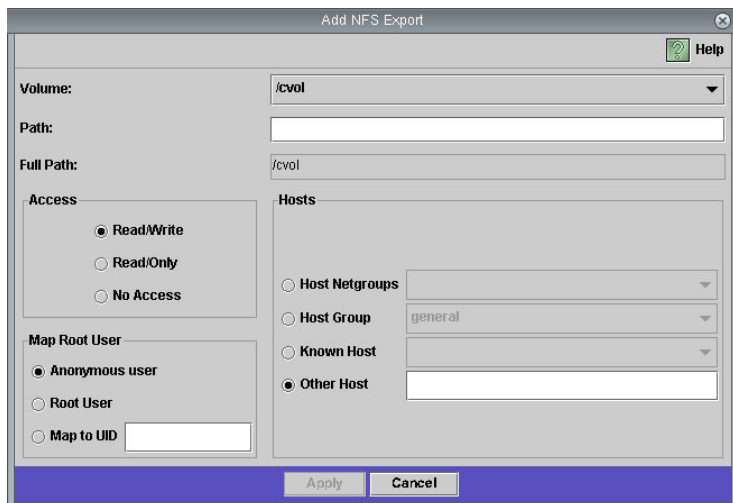 Add NFS Export
Help
Volume:
/cvol
Path:
Full Path:
/cvol
Access
Read/Write
Read/Only
No Access
Map Root User
Anonymous user
Root User
Map to UID
Hosts
Host Netgroups
Host Group
general
Known Host
Other Host
Apply
Cancel